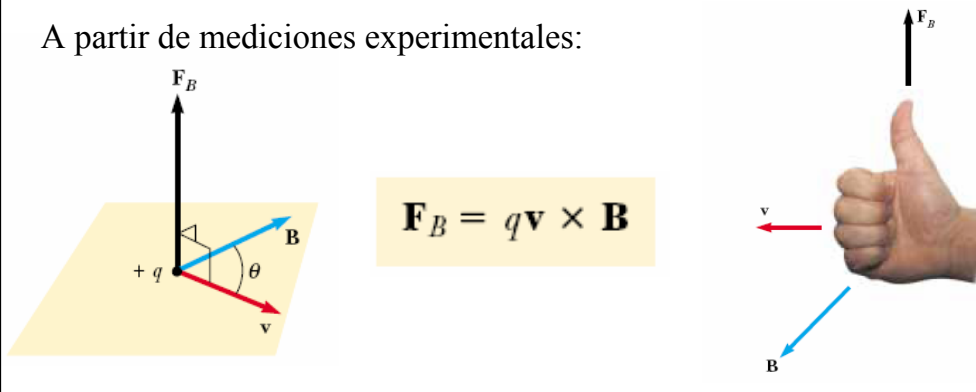 A partir de mediciones experimentales:
F_B
B
+ q
θ
v
F_B = qv × B
F_B
v
B